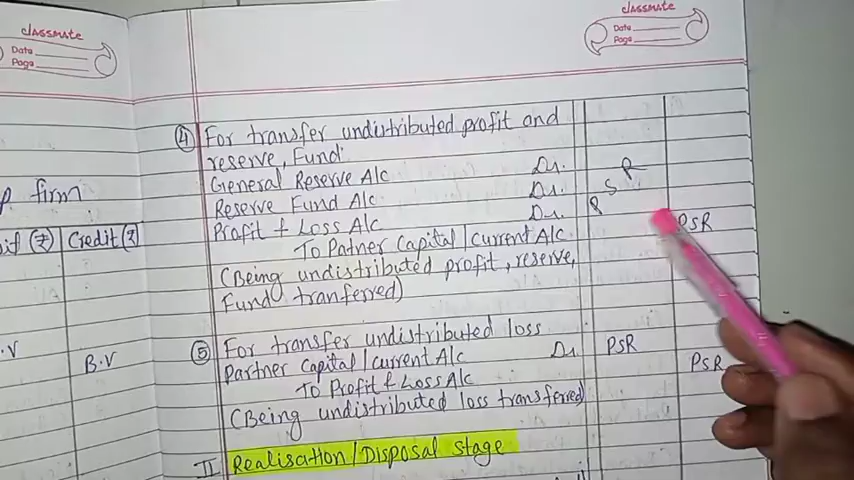 classmate
Date
Page
p firm
it (₹) Credit (₹)
.V
B.V
classmate
Date
Page
④ For transfer undistributed profit and
reserve, Fund
General Reserve A/c Dr.
Reserve Fund A/c Dr.
Profit & Loss A/c Dr.
P S R
To Patner Capital / Current A/c PSR
(Being undistributed profit, reserve,
Fund tranferred)
⑤ For transfer undistributed loss
Partner Capital / current A/c Dr PSR
To Profit & Loss A/c PSR
(Being undistributed loss transferred)
II Realisation / Disposal stage